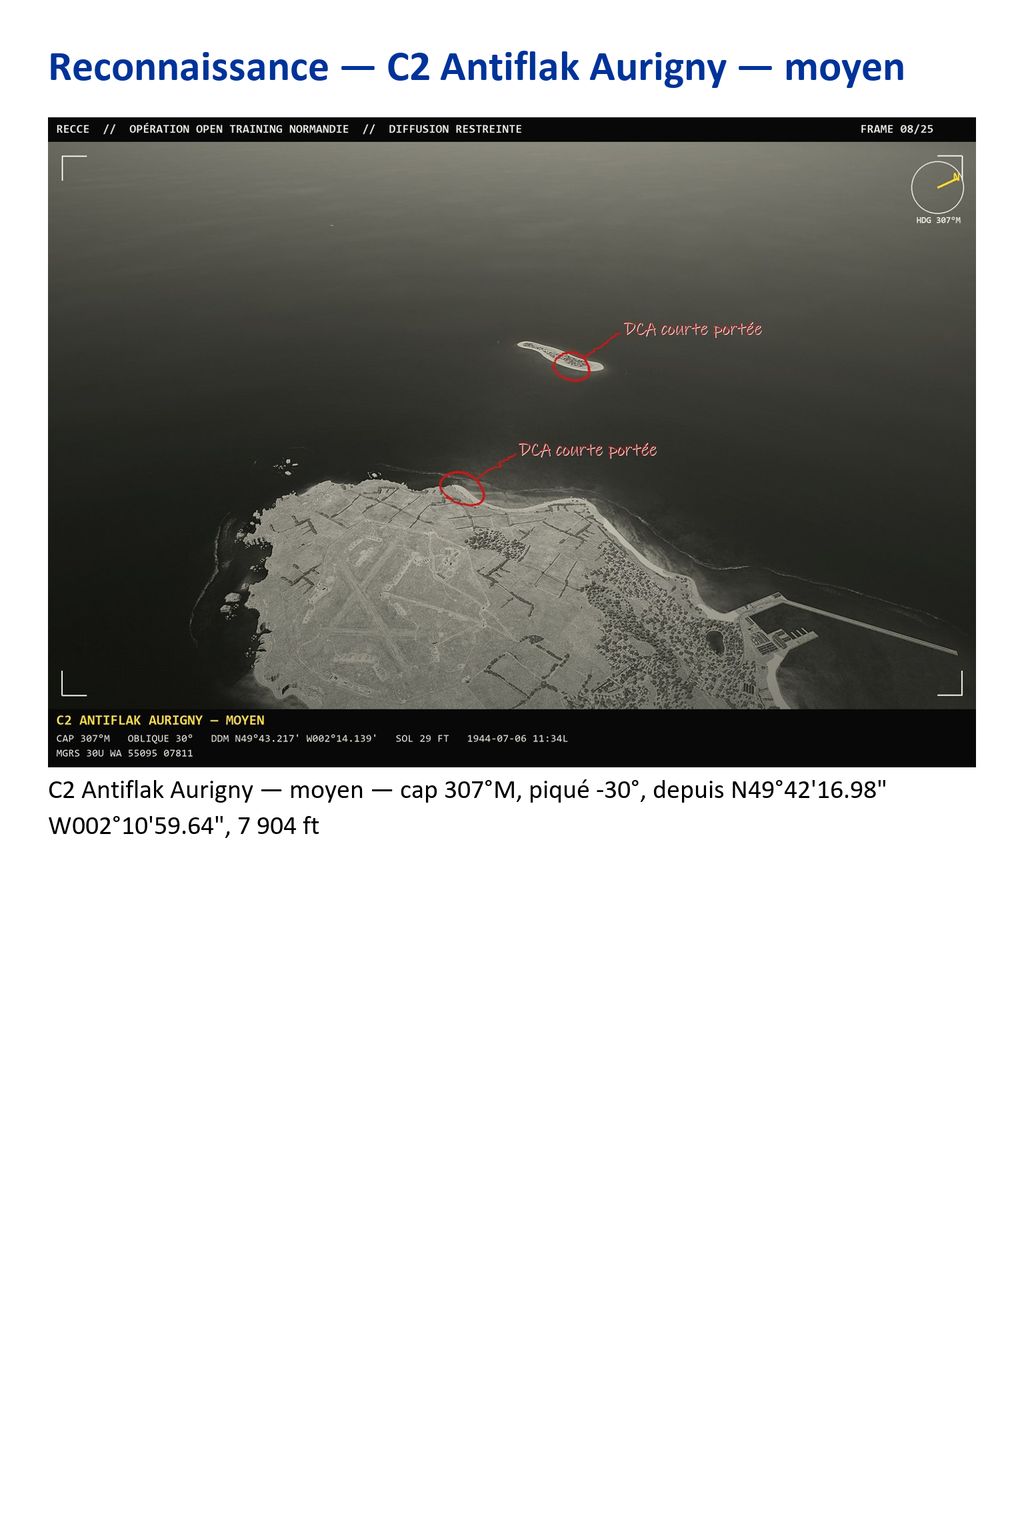 Reconnaissance — C2 Antiflak Aurigny — moyen
RECCE // OPÉRATION OPEN TRAINING NORMANDIE // DIFFUSION RESTREINTE FRAME 08/25
N
HDG 307°M
DCA courte portée
DCA courte portée
C2 ANTIFLAK AURIGNY — MOYEN
CAP 307°M OBLIQUE 30° DDM N49°43.217' W002°14.139' SOL 29 FT 1944-07-06 11:34L
MGRS 30U WA 55095 07811
C2 Antiflak Aurigny — moyen — cap 307°M, piqué -30°, depuis N49°42'16.98"
W002°10'59.64", 7 904 ft